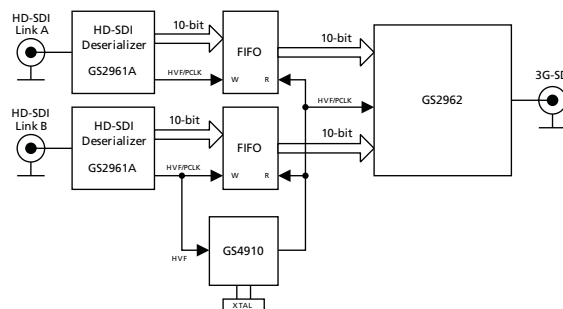 HD-SDI
Link A
HD-SDI
Deserializer
GS2961A
10-bit
HVF/PCLK
FIFO
W
R
10-bit
HVF/PCLK
GS2962
3G-SD
HD-SDI
Link B
HD-SDI
Deserializer
GS2961A
10-bit
HVF/PCLK
FIFO
W
R
10-bit
HVF
GS4910
XTAL